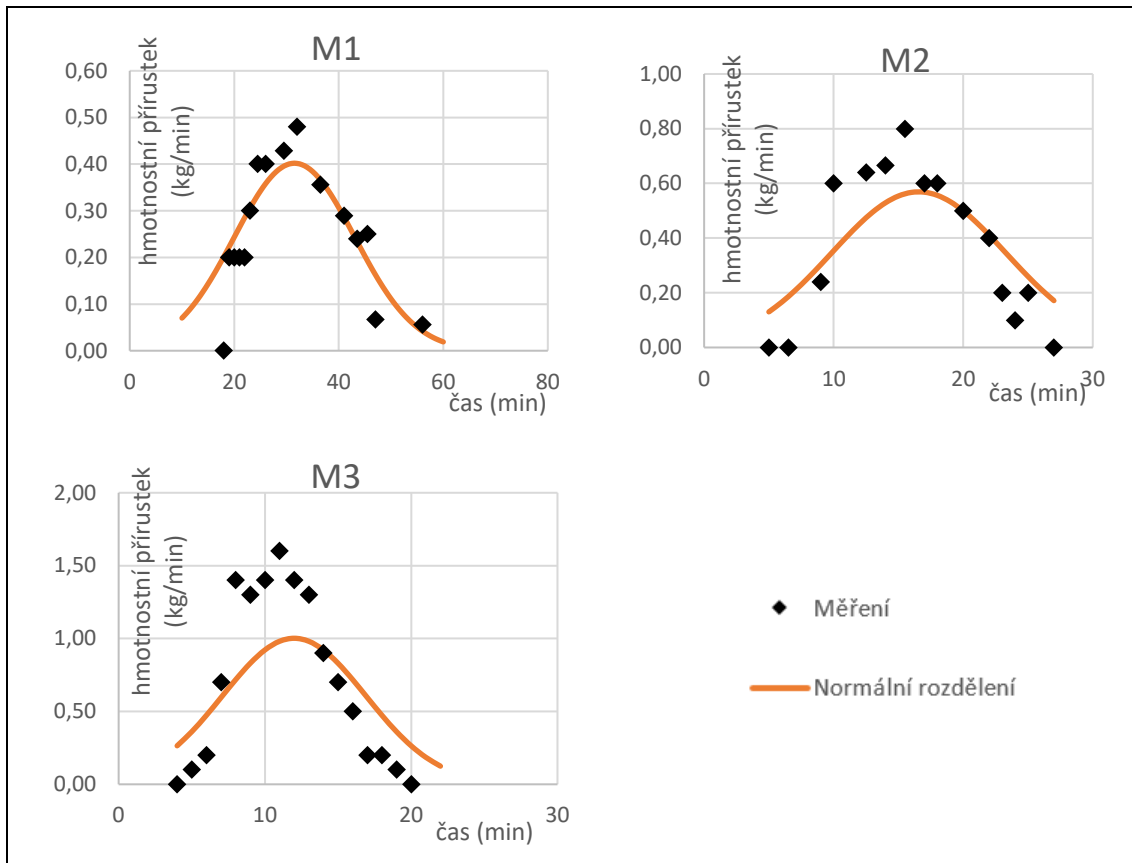 M1
hmotnostní přírustek
(kg/min)
0,60
0,50
0,40
0,30
0,20
0,10
0,00
0
20
40
60
80
čas (min)
M2
hmotnostní přírustek
(kg/min)
1,00
0,80
0,60
0,40
0,20
0,00
0
10
20
30
čas (min)
M3
hmotnostní přírustek
(kg/min)
2,00
1,50
1,00
0,50
0,00
0
10
20
30
čas (min)
Měření
Normální rozdělení